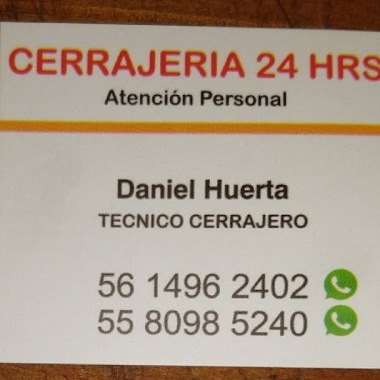 CERRAJERIA 24 HRS
Atención Personal
Daniel Huerta
TECNICO CERRAJERO
56 1496 2402
55 8098 5240